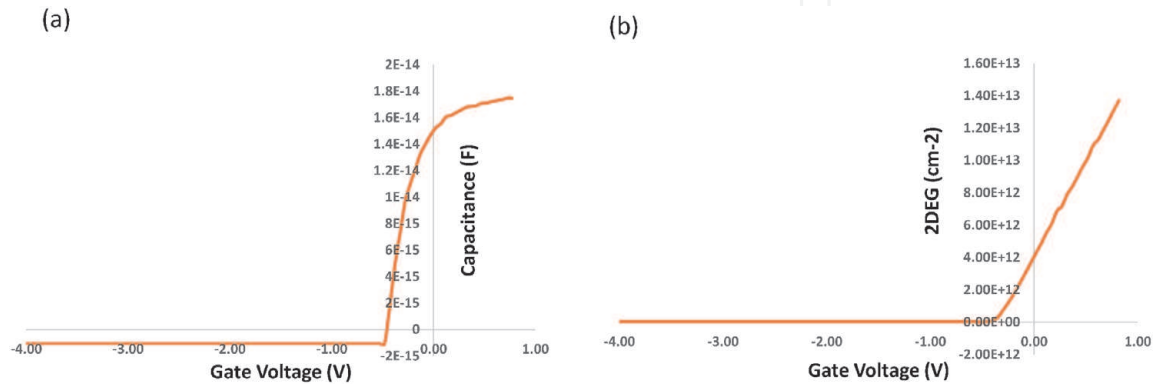 (a)
2E-14
1.8E-14
1.6E-14
1.4E-14
1.2E-14
1E-14
8E-15
6E-15
4E-15
2E-15
0
-2E-15
Capacitance (F)
-4.00 -3.00 -2.00 -1.00 0.00 1.00
Gate Voltage (V)
(b)
1.60E+13
1.40E+13
1.20E+13
1.00E+13
8.00E+12
6.00E+12
4.00E+12
2.00E+12
0.00E+00
-2.00E+12
2DEG (cm-2)
-4.00 -3.00 -2.00 -1.00 0.00 1.00
Gate Voltage (V)